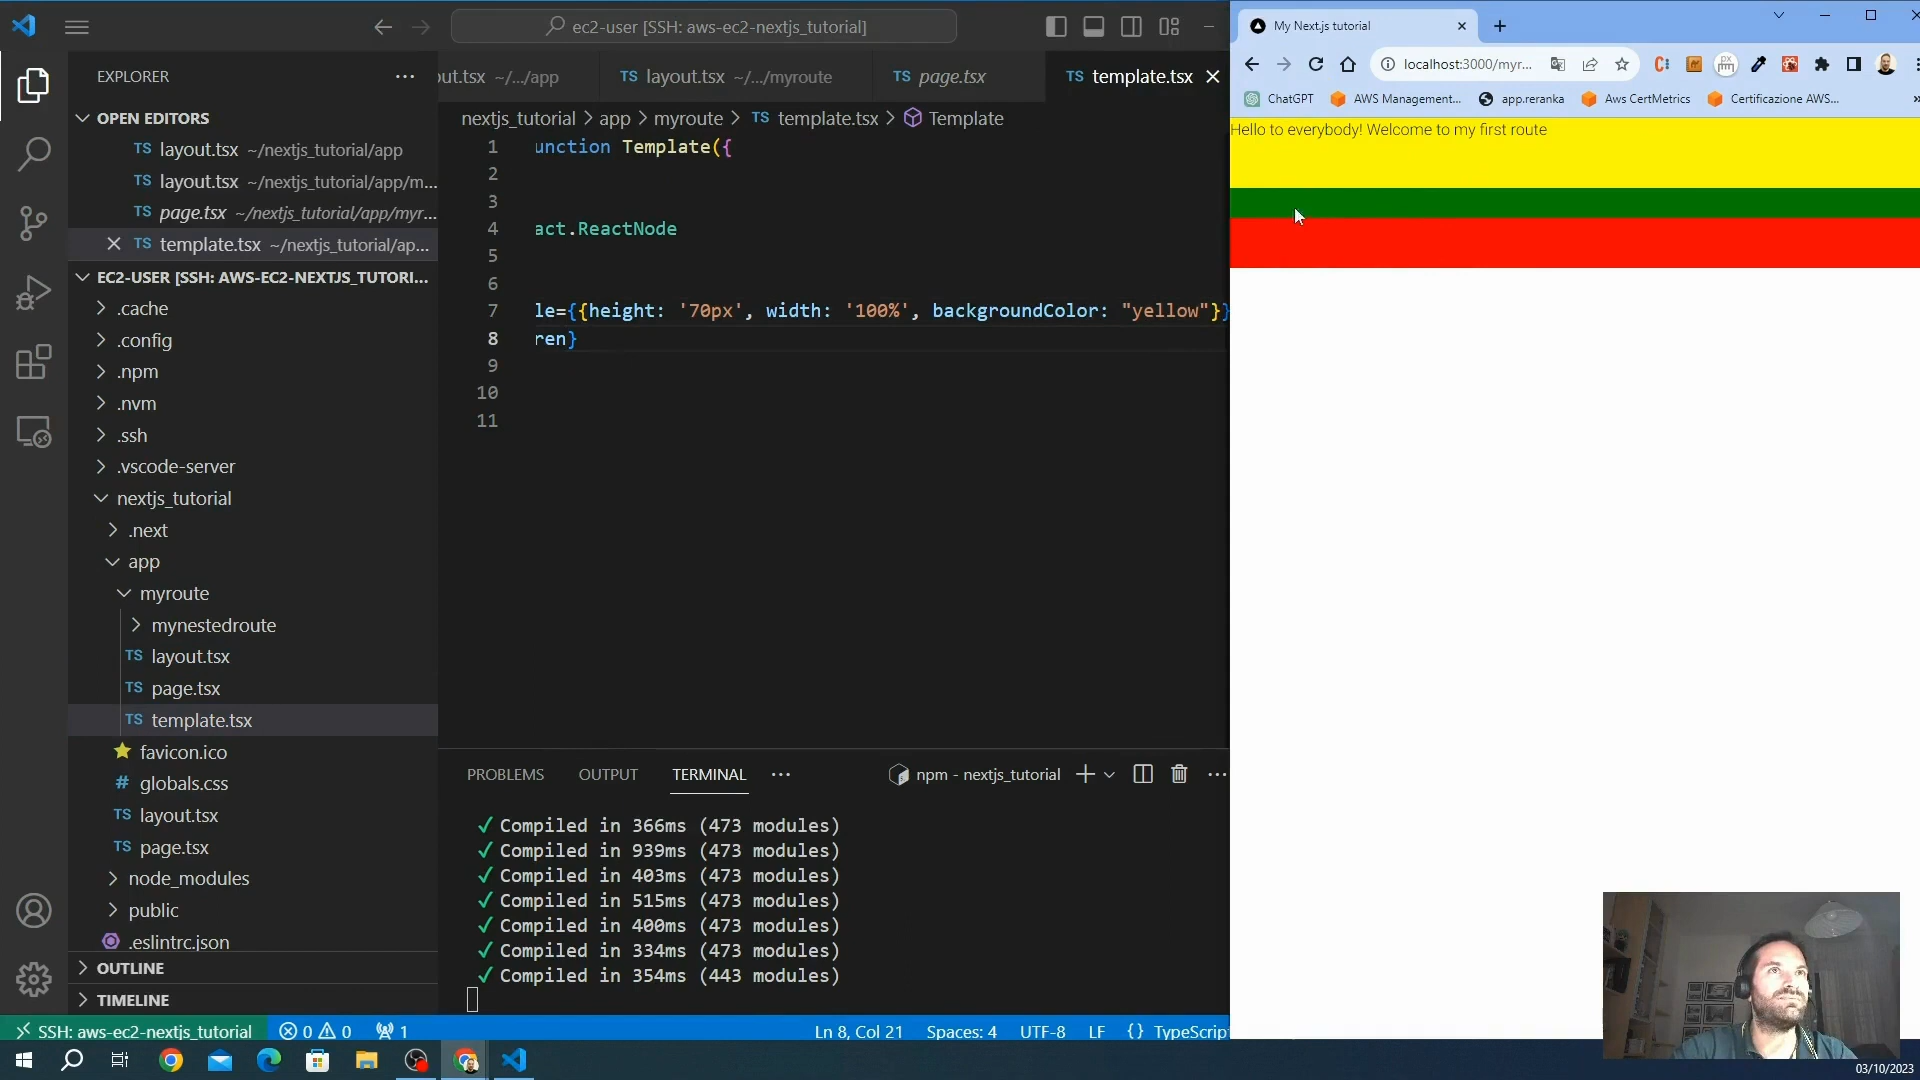 ec2-user [SSH: aws-ec2-nextjs_tutorial]
EXPLORER
OPEN EDITORS
TS layout.tsx ~/nextjs_tutorial/app
TS layout.tsx ~/nextjs_tutorial/app/m...
TS page.tsx ~/nextjs_tutorial/app/myr...
TS template.tsx ~/nextjs_tutorial/ap...
EC2-USER [SSH: AWS-EC2-NEXTJS_TUTORI...
.cache
.config
.npm
.nvm
.ssh
.vscode-server
nextjs_tutorial
.next
app
myroute
mynestedroute
TS layout.tsx
TS page.tsx
TS template.tsx
favicon.ico
# globals.css
TS layout.tsx
TS page.tsx
node_modules
public
.eslintrc.json
OUTLINE
TIMELINE
out.tsx ~/.../app
TS layout.tsx ~/.../myroute
TS page.tsx
TS template.tsx
nextjs_tutorial > app > myroute > TS template.tsx > Template
1 unction Template({
2
3
4 act.ReactNode
5
6
7 le={{height: '70px', width: '100%', backgroundColor: "yellow"}}
8 ren}
9
10
11
PROBLEMS OUTPUT TERMINAL
npm - nextjs_tutorial
✓ Compiled in 366ms (473 modules)
✓ Compiled in 939ms (473 modules)
✓ Compiled in 403ms (473 modules)
✓ Compiled in 515ms (473 modules)
✓ Compiled in 400ms (473 modules)
✓ Compiled in 334ms (473 modules)
✓ Compiled in 354ms (443 modules)
SSH: aws-ec2-nextjs_tutorial 0 0 1
Ln 8, Col 21 Spaces: 4 UTF-8 LF {} TypeScrip
My Next.js tutorial
localhost:3000/myr...
ChatGPT AWS Management... app.reranka Aws CertMetrics Certificazione AWS...
Hello to everybody! Welcome to my first route
03/10/2023